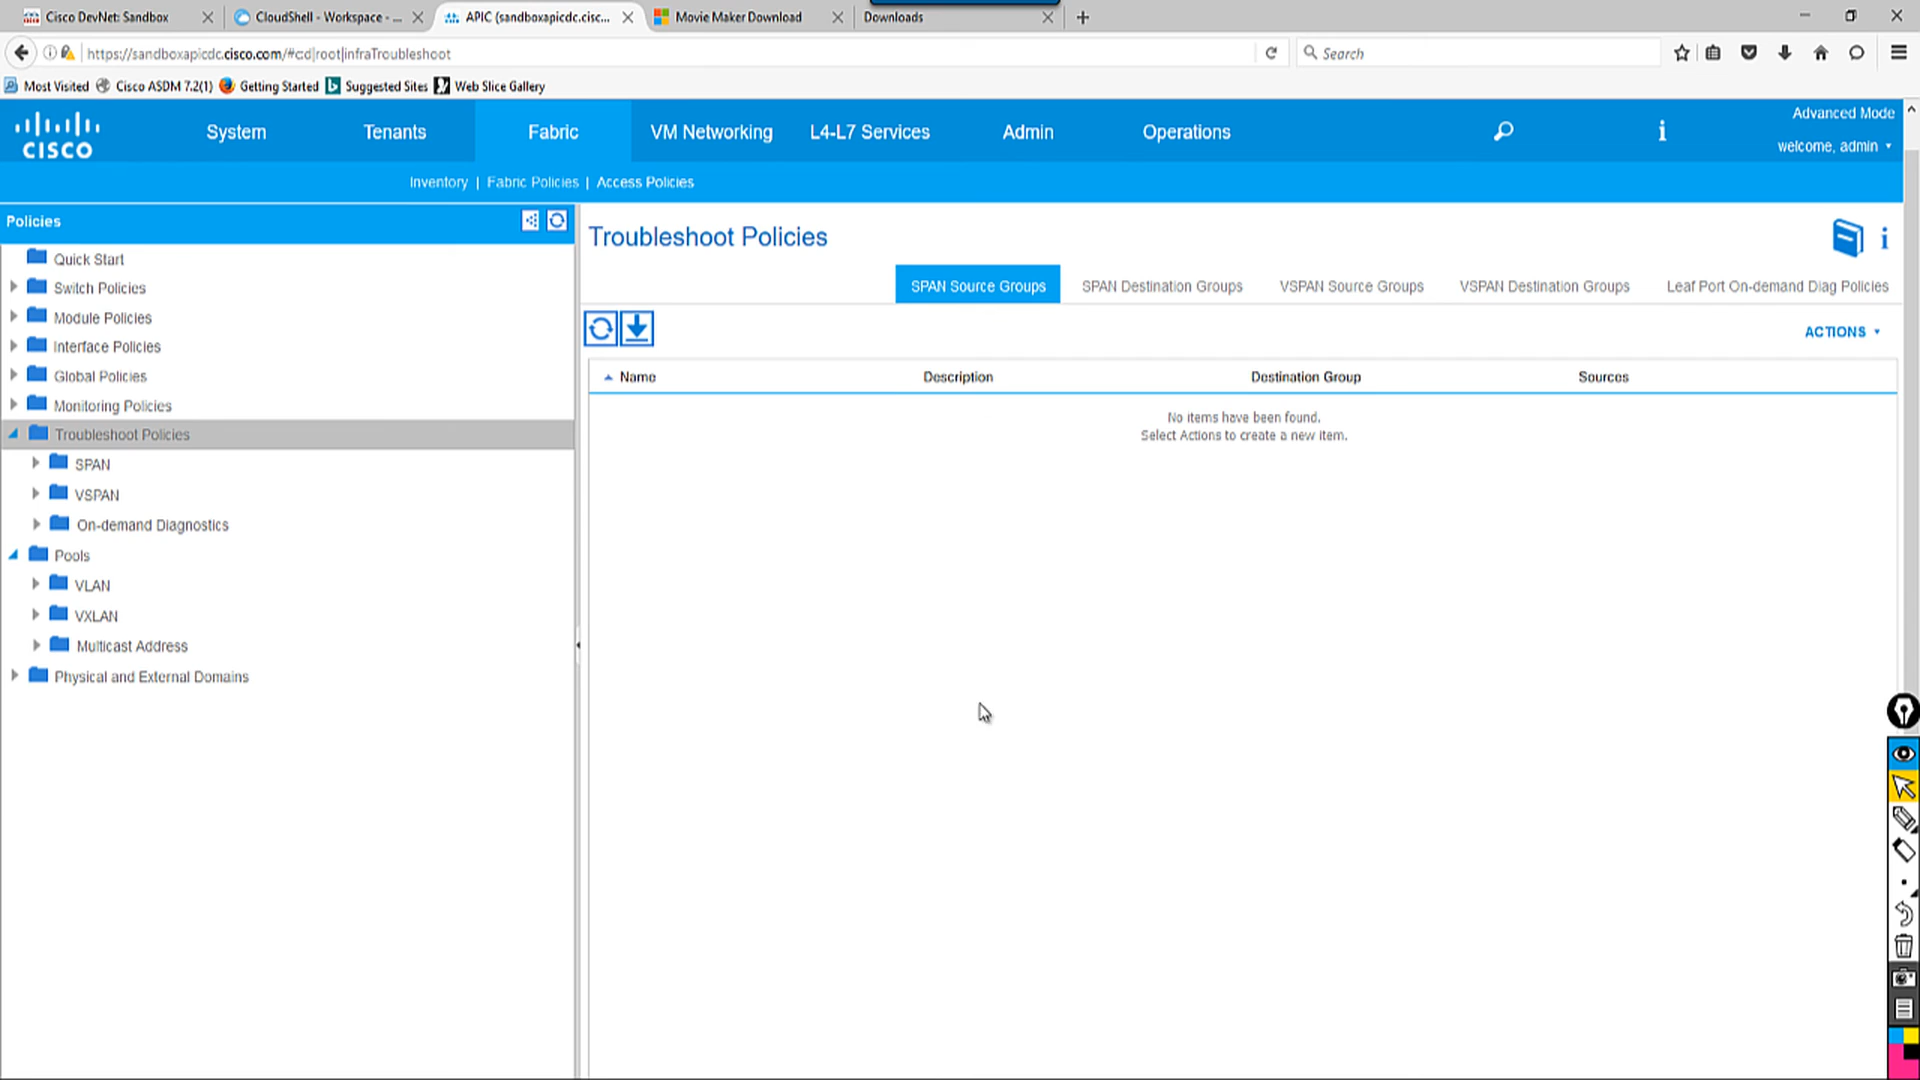 Cisco DevNet: Sandbox
CloudShell - Workspace - ...
APIC (sandboxapicdc.cisc...
Movie Maker Download
Downloads
https://sandboxapicdc.cisco.com/#cd|root|infraTroubleshoot
Search
Most Visited
Cisco ASDM 7.2(1)
Getting Started
Suggested Sites
Web Slice Gallery
CISCO
System
Tenants
Fabric
VM Networking
L4-L7 Services
Admin
Operations
Advanced Mode
welcome, admin
Inventory | Fabric Policies | Access Policies
Policies
Quick Start
Switch Policies
Module Policies
Interface Policies
Global Policies
Monitoring Policies
Troubleshoot Policies
SPAN
VSPAN
On-demand Diagnostics
Pools
VLAN
VXLAN
Multicast Address
Physical and External Domains
Troubleshoot Policies
SPAN Source Groups
SPAN Destination Groups
VSPAN Source Groups
VSPAN Destination Groups
Leaf Port On-demand Diag Policies
ACTIONS
Name
Description
Destination Group
Sources
No items have been found.
Select Actions to create a new item.